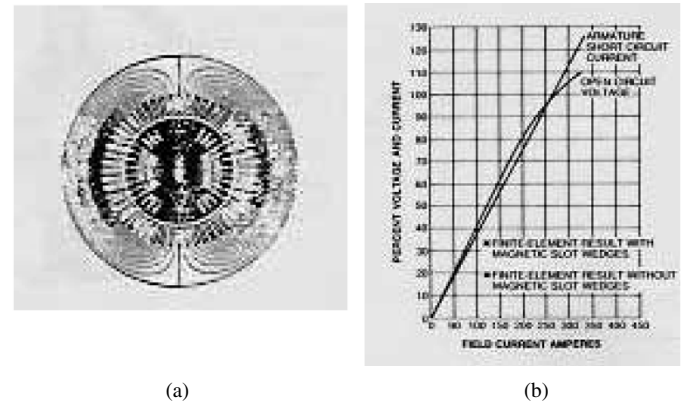 130
120
110
100
90
80
70
60
50
40
30
20
10
0
PERCENT VOLTAGE AND CURRENT
ARMATURE
SHORT CIRCUIT
CURRENT
OPEN CIRCUIT
VOLTAGE
FINITE-ELEMENT RESULT WITH
MAGNETIC SLOT WEDGES
FINITE-ELEMENT RESULT WITHOUT
MAGNETIC SLOT WEDGES
0 50 100 150 200 250 300 350 400 450
FIELD CURRENT AMPERES
(a) (b)